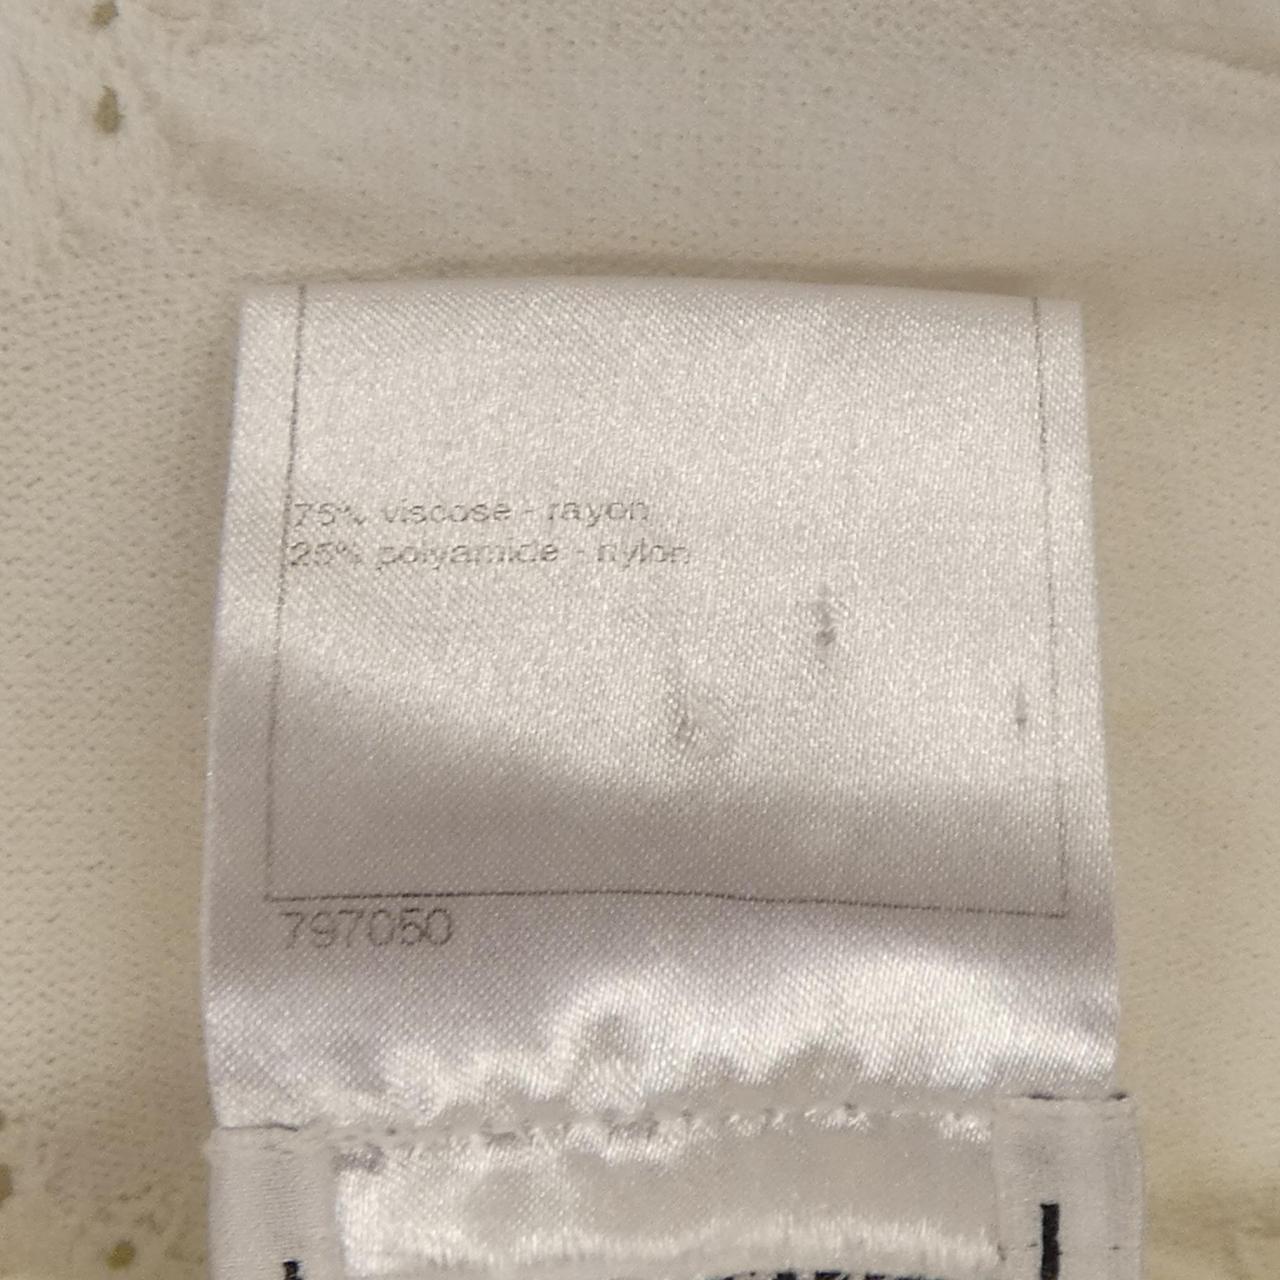 75% viscose - rayon
25% polyamide - nylon
797050